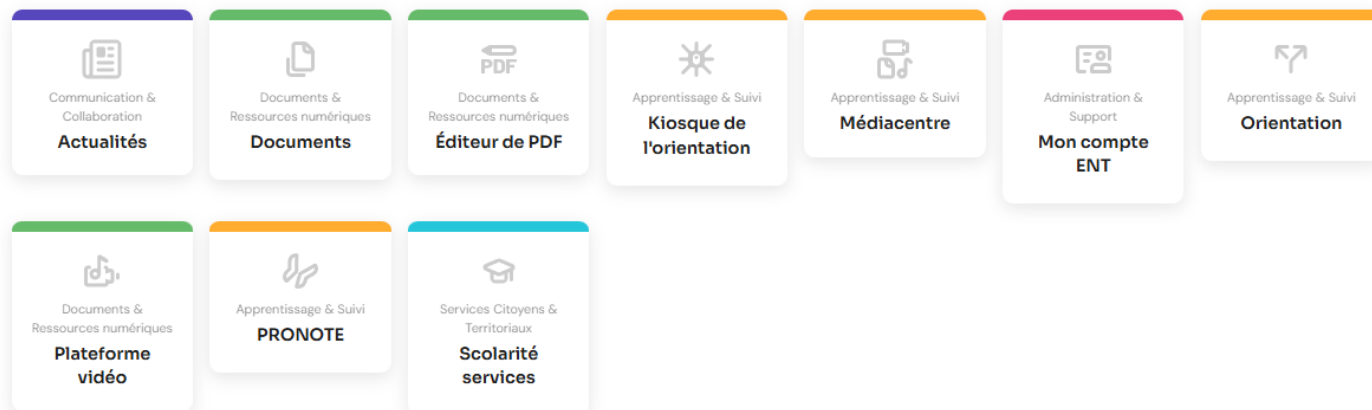 Communication &
Collaboration
Actualités
Documents &
Ressources numériques
Documents
PDF
Documents &
Ressources numériques
Éditeur de PDF
Apprentissage & Suivi
Kiosque de
l'orientation
Apprentissage & Suivi
Médiacentre
Administration &
Support
Mon compte
ENT
Apprentissage & Suivi
Orientation
Documents &
Ressources numériques
Plateforme
vidéo
Apprentissage & Suivi
PRONOTE
Services Citoyens &
Territoriaux
Scolarité
services